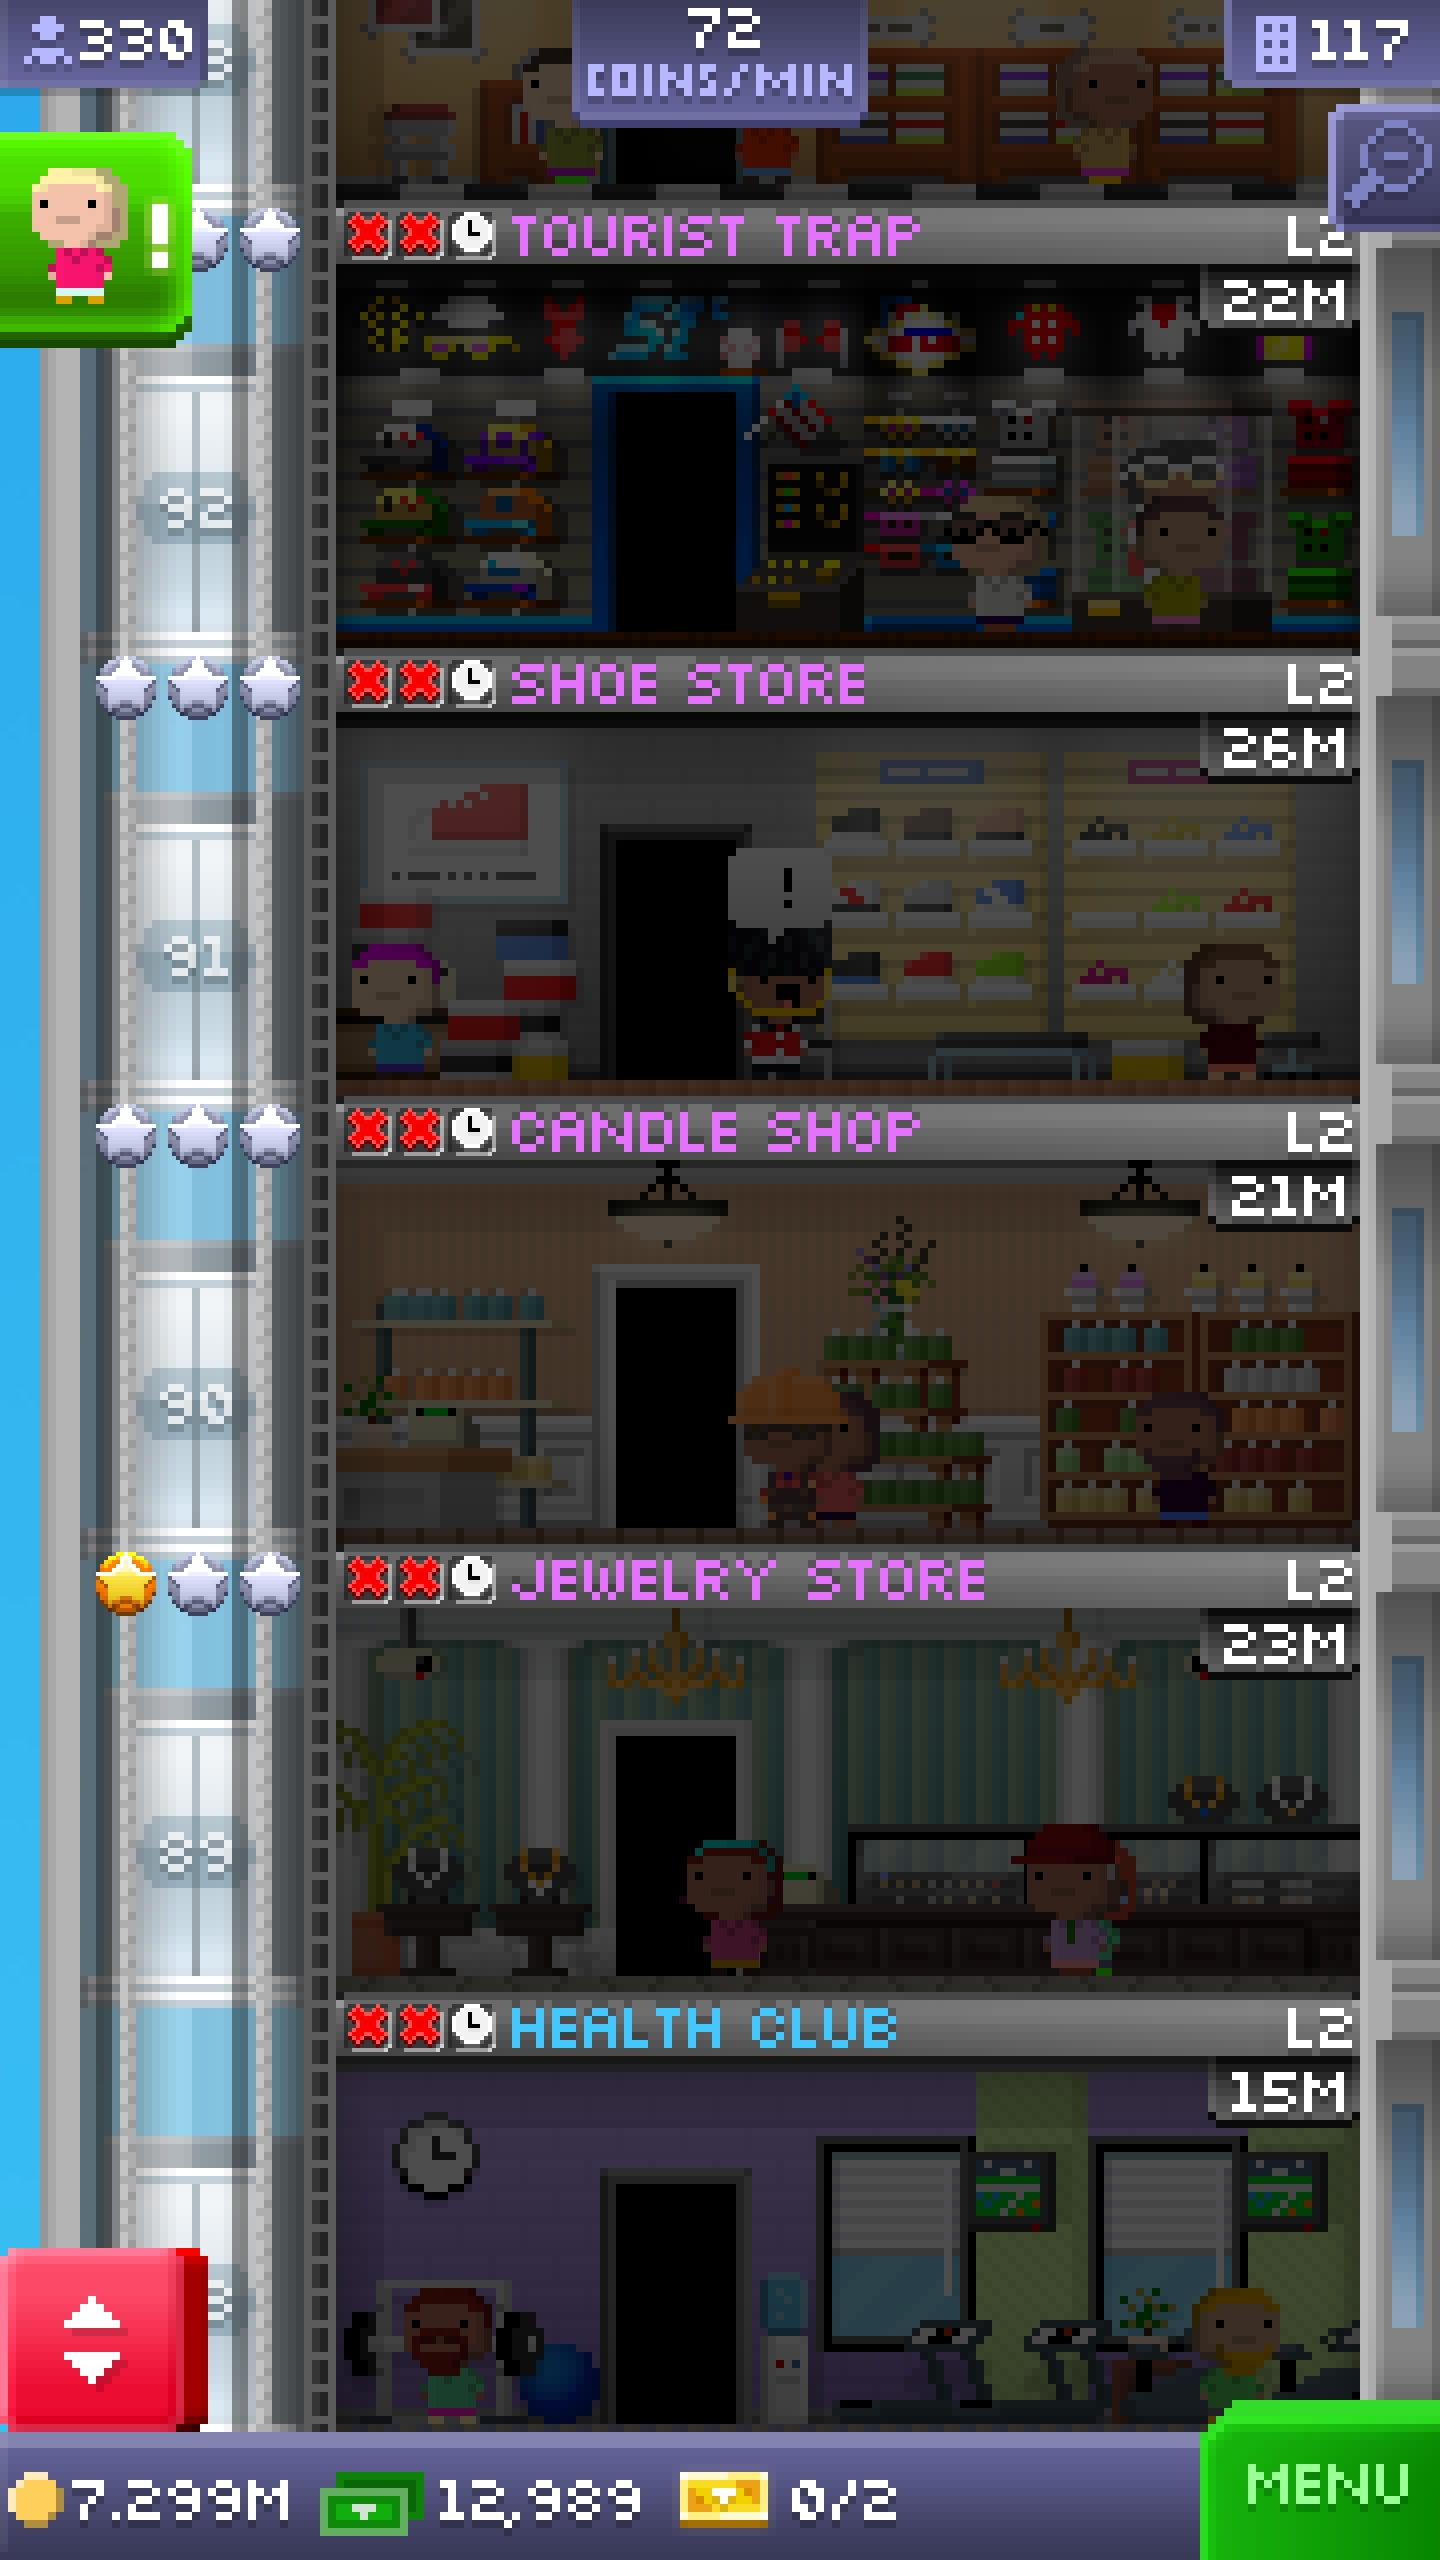 330
72
COINS/MIN
117
!
TOURIST TRAP L2
22M
92
SHOE STORE L2
26M
!
91
CANDLE SHOP L2
21M
90
JEWELRY STORE L2
23M
89
HEALTH CLUB L2
15M
7.299M 12,989 0/2
MENU